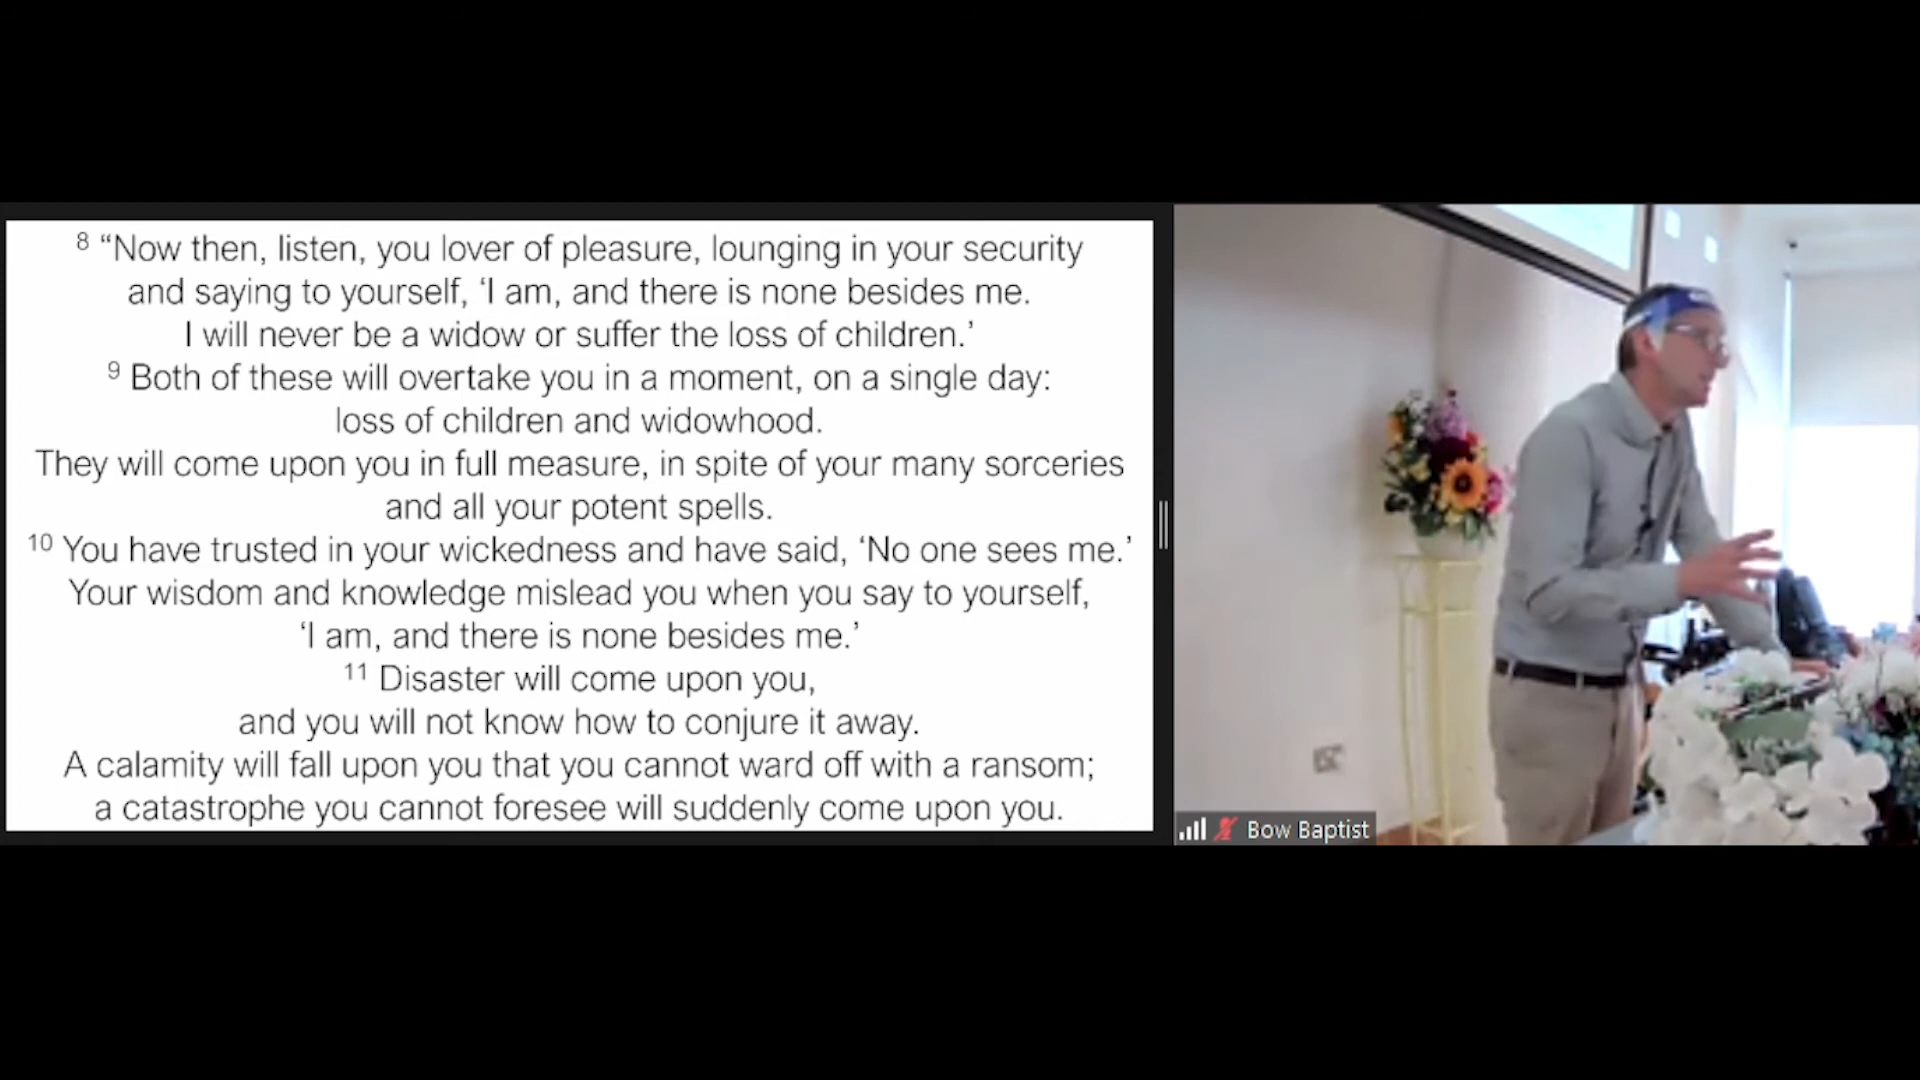 8 “Now then, listen, you lover of pleasure, lounging in your security
and saying to yourself, ‘I am, and there is none besides me.
I will never be a widow or suffer the loss of children.’
9 Both of these will overtake you in a moment, on a single day:
loss of children and widowhood.
They will come upon you in full measure, in spite of your many sorceries
and all your potent spells.
10 You have trusted in your wickedness and have said, ‘No one sees me.’
Your wisdom and knowledge mislead you when you say to yourself,
‘I am, and there is none besides me.’
11 Disaster will come upon you,
and you will not know how to conjure it away.
A calamity will fall upon you that you cannot ward off with a ransom;
a catastrophe you cannot foresee will suddenly come upon you.
Bow Baptist